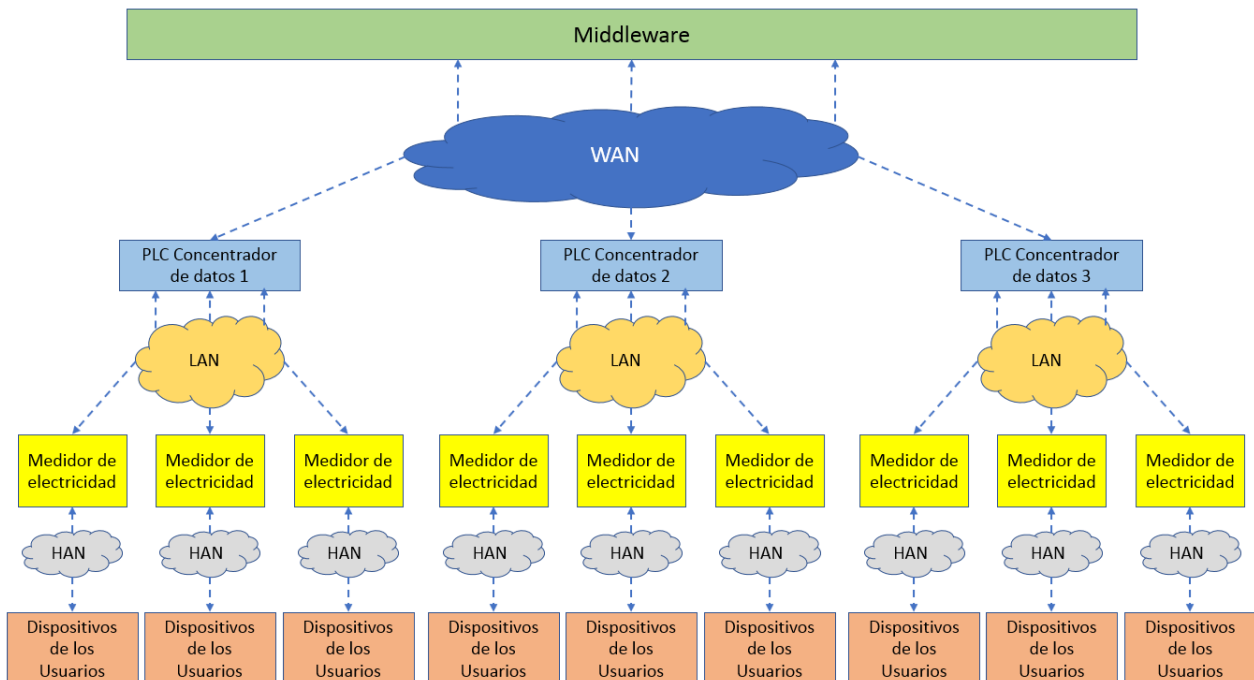 Middleware
WAN
PLC Concentrador
de datos 1
PLC Concentrador
de datos 2
PLC Concentrador
de datos 3
LAN
LAN
LAN
Medidor de
electricidad
Medidor de
electricidad
Medidor de
electricidad
Medidor de
electricidad
Medidor de
electricidad
Medidor de
electricidad
Medidor de
electricidad
Medidor de
electricidad
Medidor de
electricidad
HAN
HAN
HAN
HAN
HAN
HAN
HAN
HAN
HAN
Dispositivos
de los
Usuarios
Dispositivos
de los
Usuarios
Dispositivos
de los
Usuarios
Dispositivos
de los
Usuarios
Dispositivos
de los
Usuarios
Dispositivos
de los
Usuarios
Dispositivos
de los
Usuarios
Dispositivos
de los
Usuarios
Dispositivos
de los
Usuarios